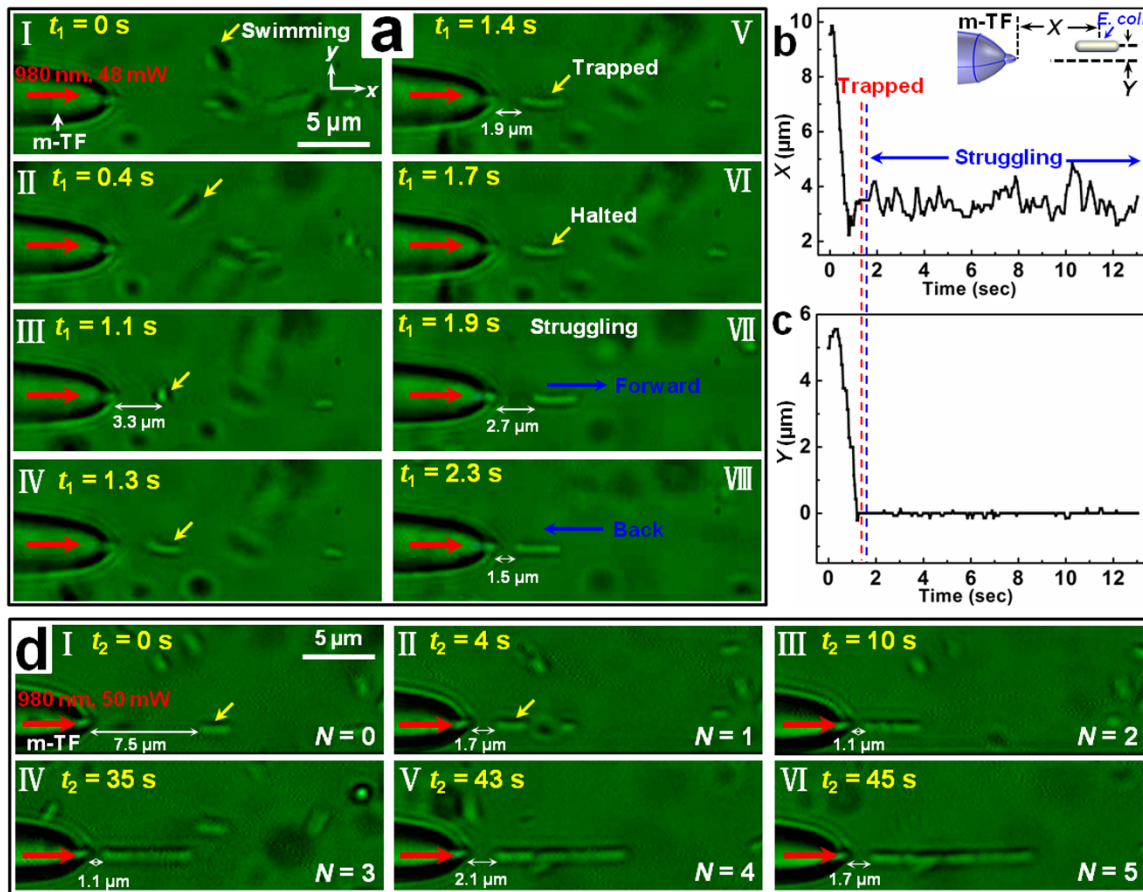 a
I t1 = 0 s
Swimming
980 nm, 48 mW
m-TF
y
x
5 µm
II t1 = 0.4 s
III t1 = 1.1 s
3.3 µm
IV t1 = 1.3 s
t1 = 1.4 s V
Trapped
1.9 µm
t1 = 1.7 s VI
Halted
t1 = 1.9 s Struggling VII
Forward
2.7 µm
t1 = 2.3 s VIII
Back
1.5 µm
b
m-TF X E. coli
Y
Trapped
Struggling
10
8
6
4
2
X (µm)
0 2 4 6 8 10 12
Time (sec)
c
6
4
2
0
Y (µm)
0 2 4 6 8 10 12
Time (sec)
d
I t2 = 0 s
5 µm
980 nm, 50 mW
m-TF
7.5 µm
N = 0
II t2 = 4 s
1.7 µm
N = 1
III t2 = 10 s
1.1 µm
N = 2
IV t2 = 35 s
1.1 µm
N = 3
V t2 = 43 s
2.1 µm
N = 4
VI t2 = 45 s
1.7 µm
N = 5